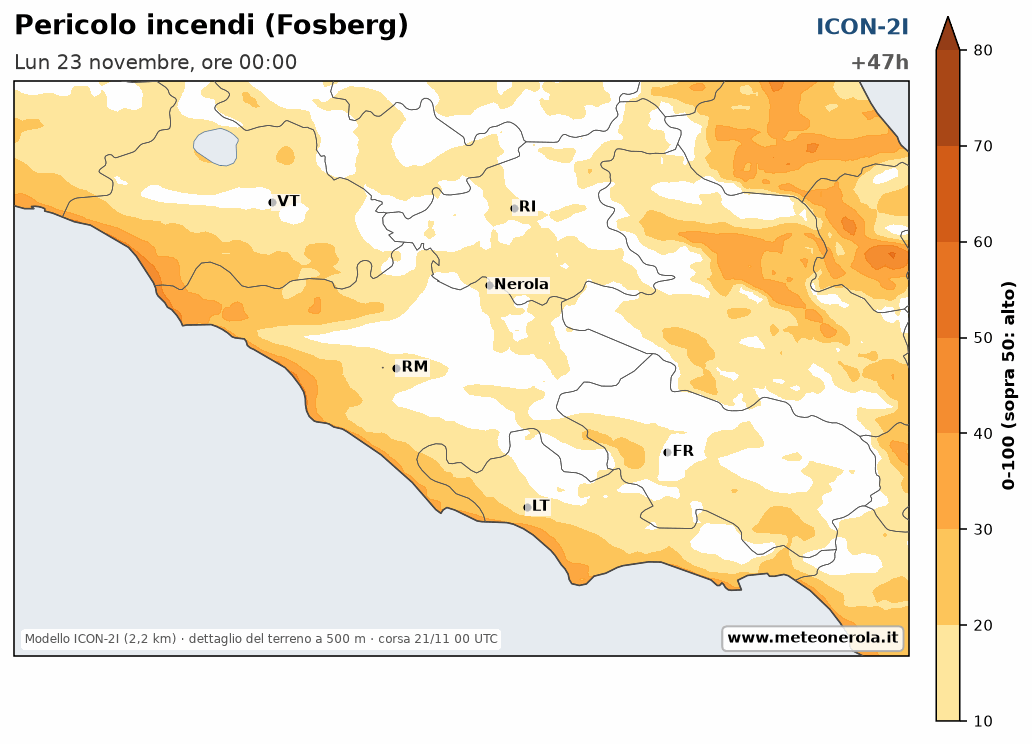 Pericolo incendi (Fosberg)
ICON-2I
Lun 23 novembre, ore 00:00
+47h
80
70
60
50
40
30
20
10
0-100 (sopra 50: alto)
VT
RI
Nerola
RM
FR
LT
Modello ICON-2I (2,2 km) · dettaglio del terreno a 500 m · corsa 21/11 00 UTC
www.meteonerola.it